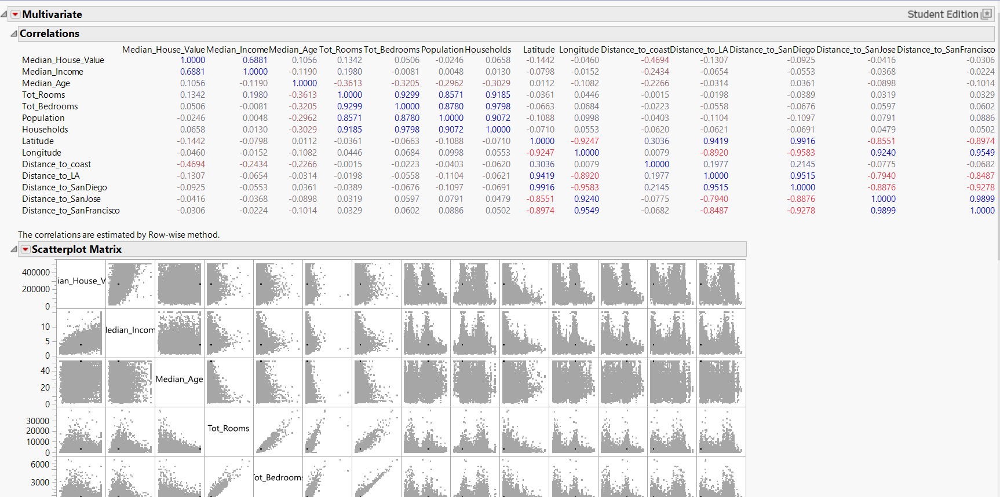 Multivariate Student Edition
Correlations
Median_House_Value Median_Income Median_Age Tot_Rooms Tot_Bedrooms Population Households Latitude Longitude Distance_to_coast Distance_to_LA Distance_to_SanDiego Distance_to_SanJose Distance_to_SanFrancisco
Median_House_Value 1.0000 0.6881 0.1056 0.1342 0.0506 -0.0246 0.0658 -0.1442 -0.0460 -0.4694 -0.1307 -0.0925 -0.0416 -0.0306
Median_Income 0.6881 1.0000 -0.1190 0.1980 -0.0081 0.0048 0.0130 -0.0798 -0.0152 -0.2434 -0.0654 -0.0553 -0.0368 -0.0224
Median_Age 0.1056 -0.1190 1.0000 -0.3613 -0.3205 -0.2962 -0.3029 0.0112 -0.1082 -0.2266 -0.0314 0.0361 -0.0898 -0.1014
Tot_Rooms 0.1342 0.1980 -0.3613 1.0000 0.9299 0.8571 0.9185 -0.0361 0.0446 -0.0015 -0.0198 -0.0389 0.0319 0.0329
Tot_Bedrooms 0.0506 -0.0081 -0.3205 0.9299 1.0000 0.8780 0.9798 -0.0663 0.0684 -0.0223 -0.0558 -0.0676 0.0597 0.0602
Population -0.0246 0.0048 -0.2962 0.8571 0.8780 1.0000 0.9072 -0.1088 0.0998 -0.0403 -0.1104 -0.1097 0.0791 0.0886
Households 0.0658 0.0130 -0.3029 0.9185 0.9798 0.9072 1.0000 -0.0710 0.0553 -0.0620 -0.0621 -0.0691 0.0479 0.0502
Latitude -0.1442 -0.0798 0.0112 -0.0361 -0.0663 -0.1088 -0.0710 1.0000 -0.9247 0.3036 0.9419 0.9916 -0.8551 -0.8974
Longitude -0.0460 -0.0152 -0.1082 0.0446 0.0684 0.0998 0.0553 -0.9247 1.0000 0.0079 -0.8920 -0.9583 0.9240 0.9549
Distance_to_coast -0.4694 -0.2434 -0.2266 -0.0015 -0.0223 -0.0403 -0.0620 0.3036 0.0079 1.0000 0.1977 0.2145 -0.0775 -0.0682
Distance_to_LA -0.1307 -0.0654 -0.0314 -0.0198 -0.0558 -0.1104 -0.0621 0.9419 -0.8920 0.1977 1.0000 0.9515 -0.7940 -0.8487
Distance_to_SanDiego -0.0925 -0.0553 0.0361 -0.0389 -0.0676 -0.1097 -0.0691 0.9916 -0.9583 0.2145 0.9515 1.0000 -0.8876 -0.9278
Distance_to_SanJose -0.0416 -0.0368 -0.0898 0.0319 0.0597 0.0791 0.0479 -0.8551 0.9240 -0.0775 -0.7940 -0.8876 1.0000 0.9899
Distance_to_SanFrancisco -0.0306 -0.0224 -0.1014 0.0329 0.0602 0.0886 0.0502 -0.8974 0.9549 -0.0682 -0.8487 -0.9278 0.9899 1.0000
The correlations are estimated by Row-wise method.
Scatterplot Matrix
400000
ian_House_V
200000
0
10
ledian_Incom
5
0
40
Median_Age
20
0
30000
Tot_Rooms
20000
10000
0
6000
Tot_Bedrooms
3000